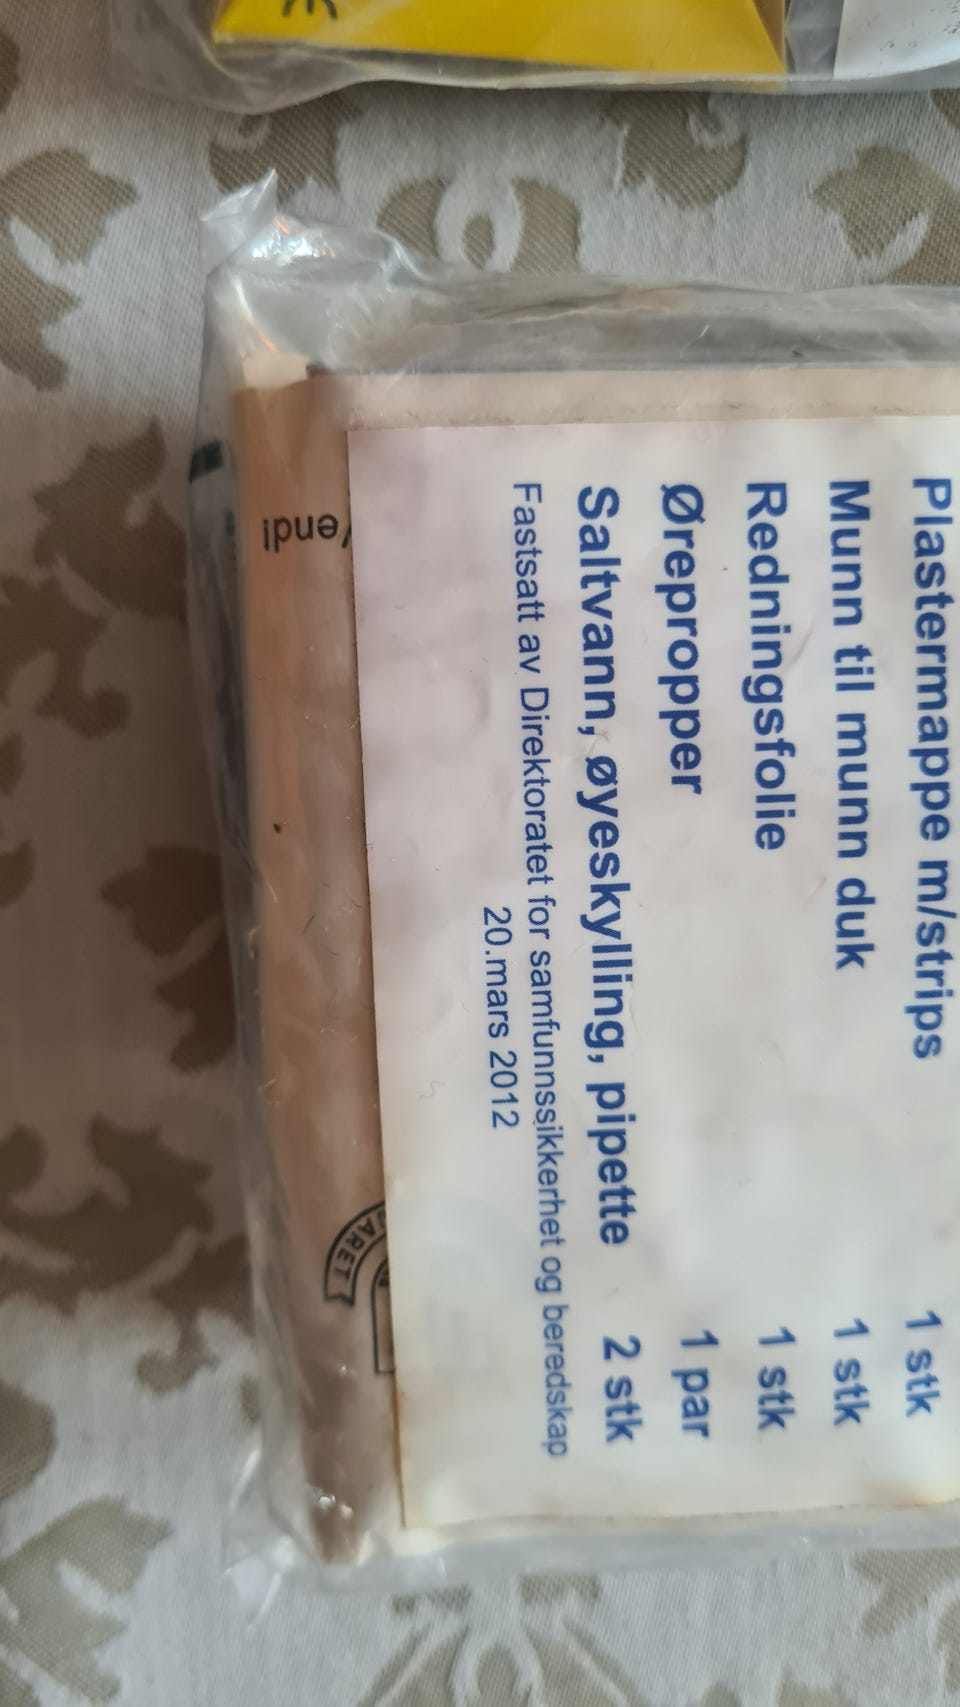 Plastermappe m/strips 1 stk
Munn til munn duk 1 stk
Redningsfolie 1 stk
Ørepropper 1 par
Saltvann, øyeskylling, pipette 2 stk
Fastsatt av Direktoratet for samfunnssikkerhet og beredskap
20.mars 2012